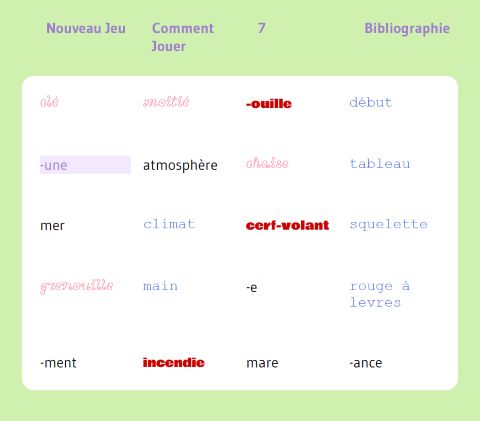 Nouveau Jeu Comment Jouer 7 Bibliographie
clé moitié -ouille début
-une atmosphère chaise tableau
mer climat cerf-volant squelette
grenouille main -e rouge à levres
-ment incendie mare -ance